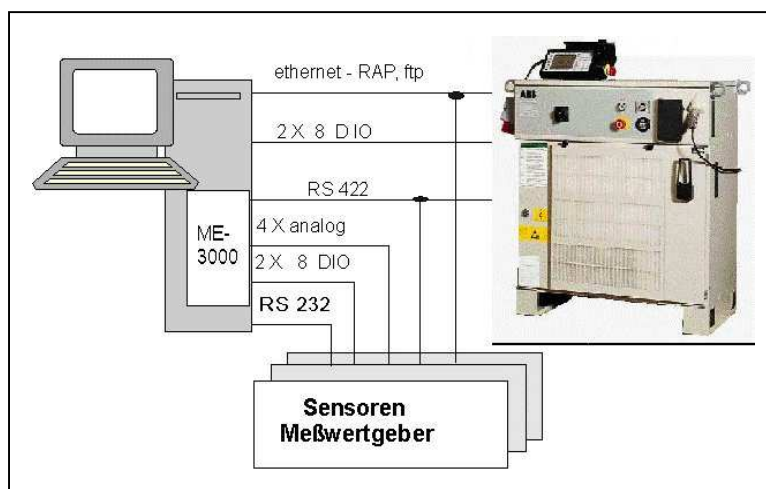 ethernet - RAP, ftp
2 X 8 DIO
RS 422
ME-
3000
4 X analog
2 X 8 DIO
RS 232
ABB
Sensoren
Meßwertgeber